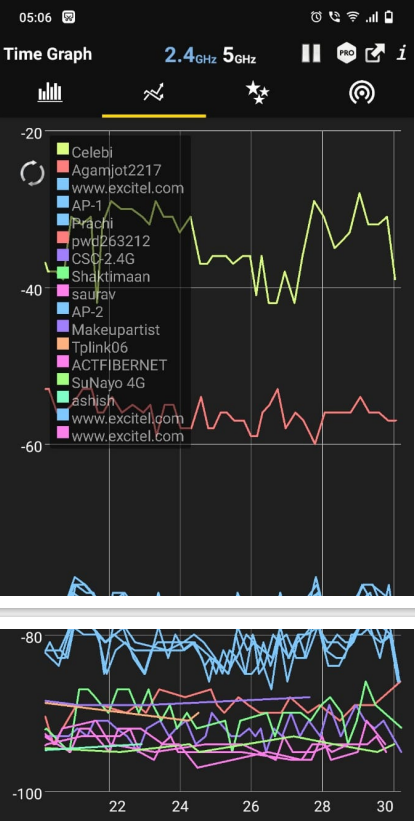 05:06
Time Graph
2.4GHz 5GHz
PRO
i
-20
Celebi
Agamjot2217
www.excitel.com
AP-1
Prachi
pwd263212
CSC-2.4G
Shaktimaan
saurav
AP-2
Makeupartist
Tplink06
ACTFIBERNET
SuNayo 4G
ashish
www.excitel.com
www.excitel.com
-40
-60
-80
-100
22 24 26 28 30